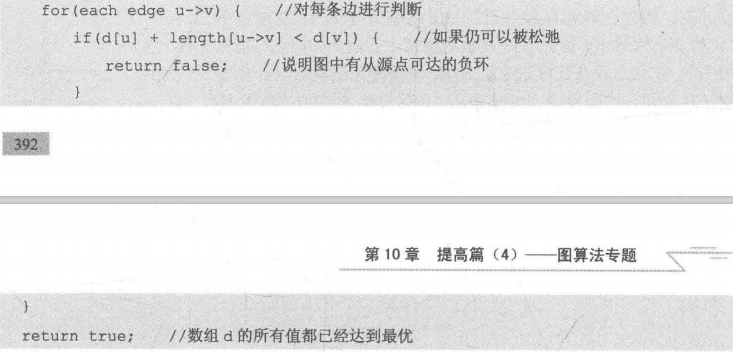 for(each edge u->v) {    //对每条边进行判断
if(d[u] + length[u->v] < d[v]) {    //如果仍可以被松弛
return false;    //说明图中有从源点可达的负环
}
392
第 10 章　提高篇（4）——图算法专题
}
return true;    //数组 d 的所有值都已经达到最优